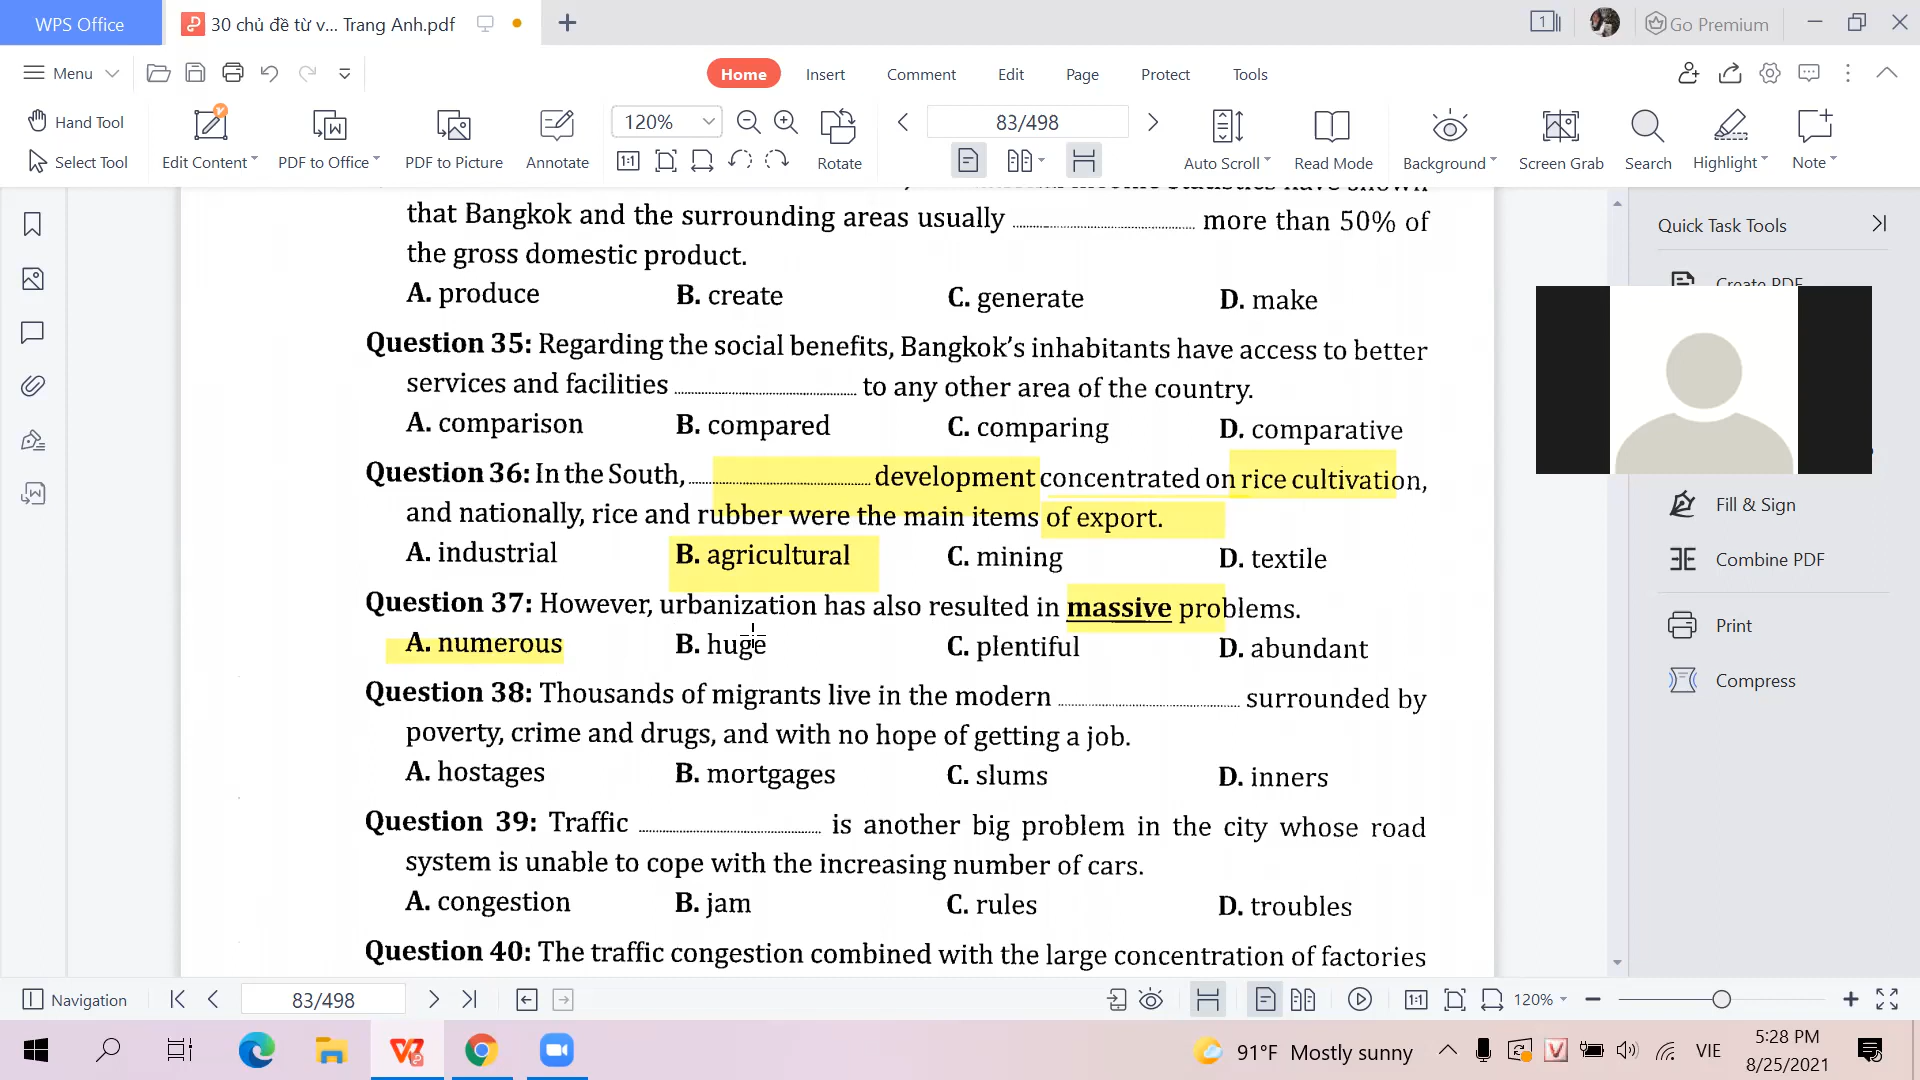 WPS Office
30 chủ đề từ v... Trang Anh.pdf
1
Go Premium
Menu
Home
Insert
Comment
Edit
Page
Protect
Tools
Hand Tool
Select Tool
Edit Content
PDF to Office
PDF to Picture
Annotate
120%
1:1
Rotate
83/498
Auto Scroll
Read Mode
Background
Screen Grab
Search
Highlight
Note
that Bangkok and the surrounding areas usually ........................ more than 50% of
the gross domestic product.
A. produce B. create C. generate D. make
Question 35: Regarding the social benefits, Bangkok's inhabitants have access to better
services and facilities ........................ to any other area of the country.
A. comparison B. compared C. comparing D. comparative
Question 36: In the South, ........................ development concentrated on rice cultivation,
and nationally, rice and rubber were the main items of export.
A. industrial B. agricultural C. mining D. textile
Question 37: However, urbanization has also resulted in massive problems.
A. numerous B. huge C. plentiful D. abundant
Question 38: Thousands of migrants live in the modern ........................ surrounded by
poverty, crime and drugs, and with no hope of getting a job.
A. hostages B. mortgages C. slums D. inners
Question 39: Traffic ........................ is another big problem in the city whose road
system is unable to cope with the increasing number of cars.
A. congestion B. jam C. rules D. troubles
Question 40: The traffic congestion combined with the large concentration of factories
Quick Task Tools
Create PDF
Fill & Sign
Combine PDF
Print
Compress
Navigation
83/498
1:1
120%
91°F Mostly sunny
VIE
5:28 PM
8/25/2021